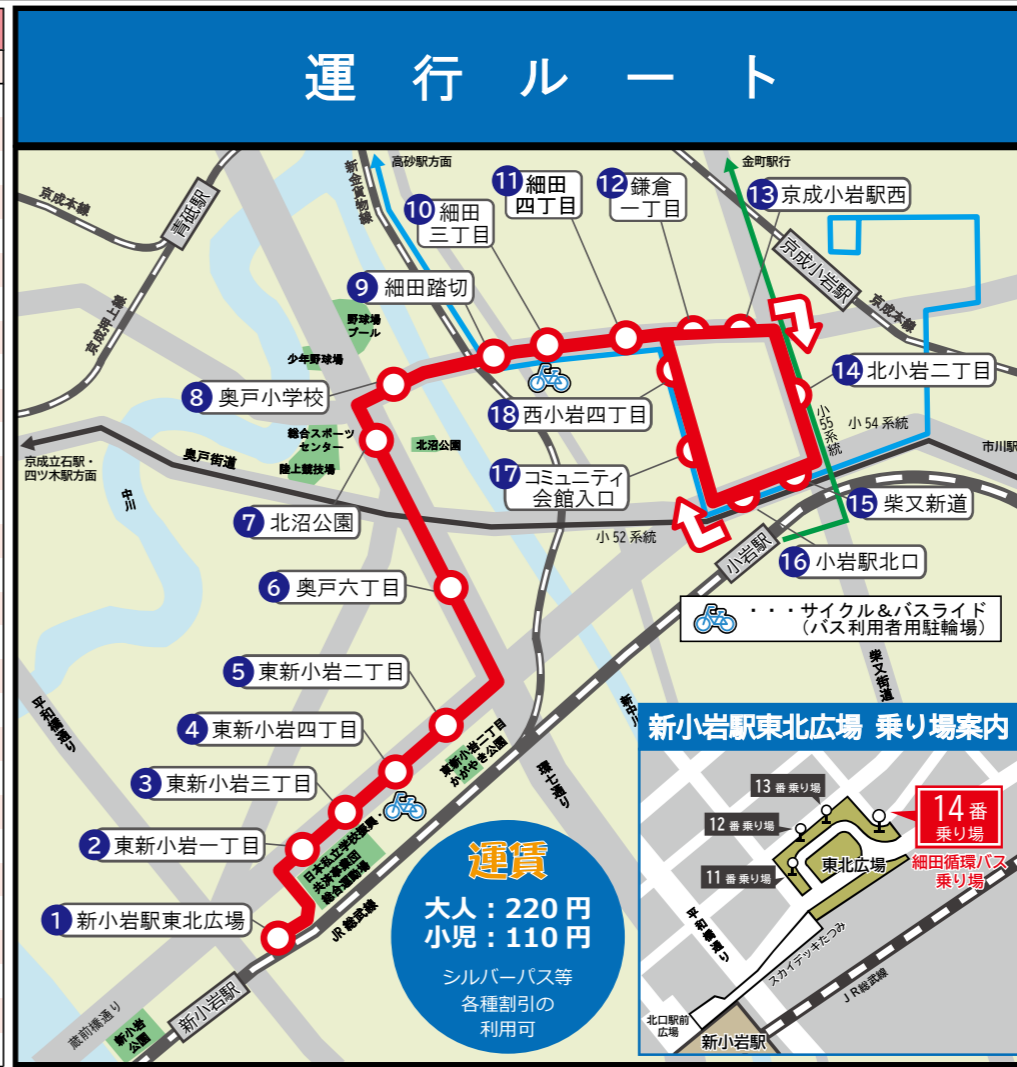 運行ルート
高砂駅方面
金町駅行
新金貨物線
京成本線
青砥駅
京成押上線
10 細田
三丁目
11 細田
四丁目
12 鎌倉
一丁目
13 京成小岩駅西
京成小岩駅
京成本線
9 細田踏切
野球場
プール
少年野球場
8 奥戸小学校
14 北小岩二丁目
18 西小岩四丁目
小55系統
小54系統
市川駅
総合スポーツ
センター
陸上競技場
北沼公園
京成立石駅・
四ツ木駅方面
奥戸街道
中川
17 コミュニティ
会館入口
7 北沼公園
15 柴又新道
小52系統
小岩駅
16 小岩駅北口
6 奥戸六丁目
・・・サイクル&バスライド
(バス利用者用駐輪場)
5 東新小岩二丁目
柴又街道
平和橋通り
新中川
4 東新小岩四丁目
東新小岩二丁目
かがやき公園
環七通り
3 東新小岩三丁目
2 東新小岩一丁目
日本私立学校振興・
共済事業団
総合運動場
1 新小岩駅東北広場
JR総武線
新小岩駅
蔵前橋通り
新小岩
公園
運賃
大人:220円
小児:110円
シルバーパス等
各種割引の
利用可
新小岩駅東北広場 乗り場案内
13番乗り場
12番乗り場
11番乗り場
14番
乗り場
細田循環バス
乗り場
東北広場
平和橋通り
スカイデッキたつみ
JR総武線
北口駅前
広場
新小岩駅